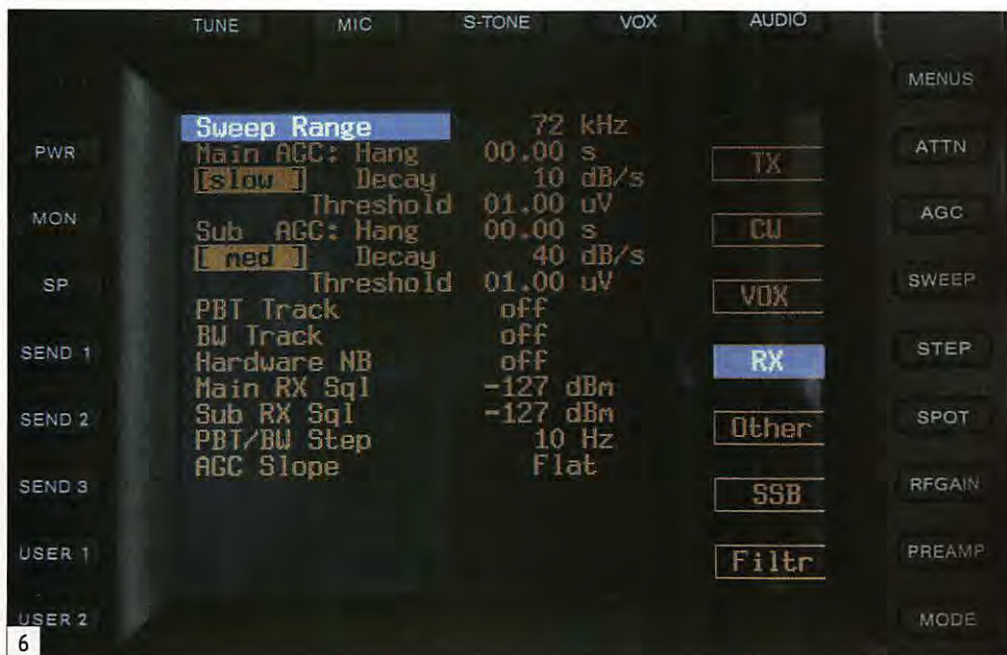 TUNE MIC S-TONE VOX AUDIO
MENUS
Sweep Range 72 kHz
Main AGC: Hang 00.00 s
[slow ] Decay 10 dB/s
Threshold 01.00 uV
Sub AGC: Hang 00.00 s
[ med ] Decay 40 dB/s
Threshold 01.00 uV
PBT Track off
BW Track off
Hardware NB off
Main RX Sql -127 dBm
Sub RX Sql -127 dBm
PBT/BW Step 10 Hz
AGC Slope Flat
TX
CW
VOX
RX
Other
SSB
Filtr
PWR
MON
SP
SEND 1
SEND 2
SEND 3
USER 1
USER 2
ATTN
AGC
SWEEP
STEP
SPOT
RFGAIN
PREAMP
MODE
6